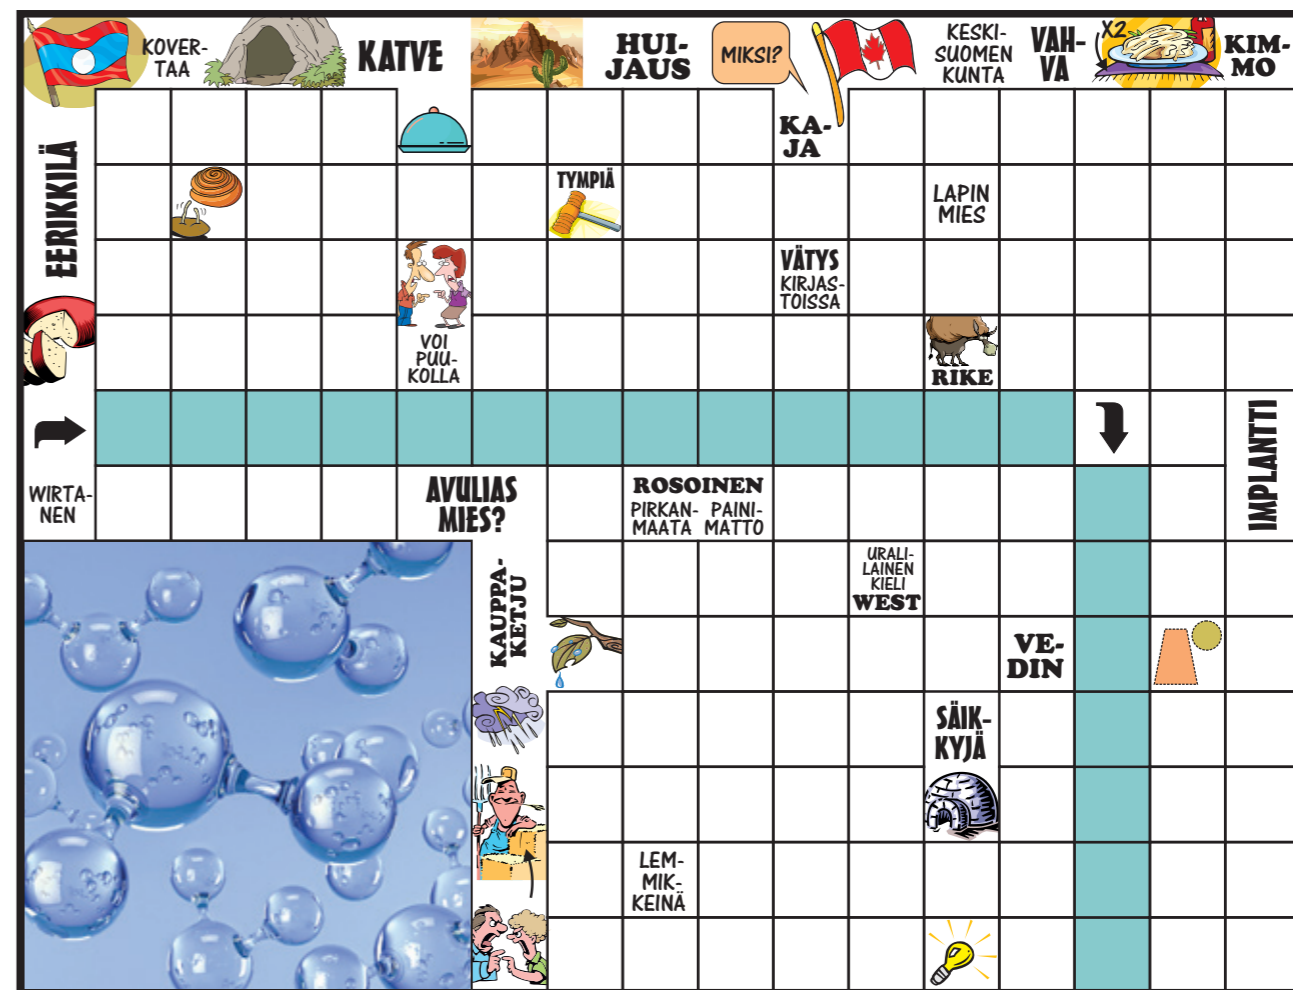 KOVER-
TAA
KATVE
HUI-
JAUS
MIKSI?
KESKI-
SUOMEN
KUNTA
VAH-
VA
X2
KIM-
MO
EERIKKILÄ
KA-
JA
TYMPIÄ
LAPIN
MIES
VÄTYS
KIRJAS-
TOISSA
VOI
PUU-
KOLLA
RIKE
IMPLANTTI
WIRTA-
NEN
AVULIAS
MIES?
ROSOINEN
PIRKAN-
MAATA
PAINI-
MATTO
KAUPPA-
KETJU
URALI-
LAINEN
KIELI
WEST
VE-
DIN
SÄIK-
KYJÄ
LEM-
MIK-
KEINÄ